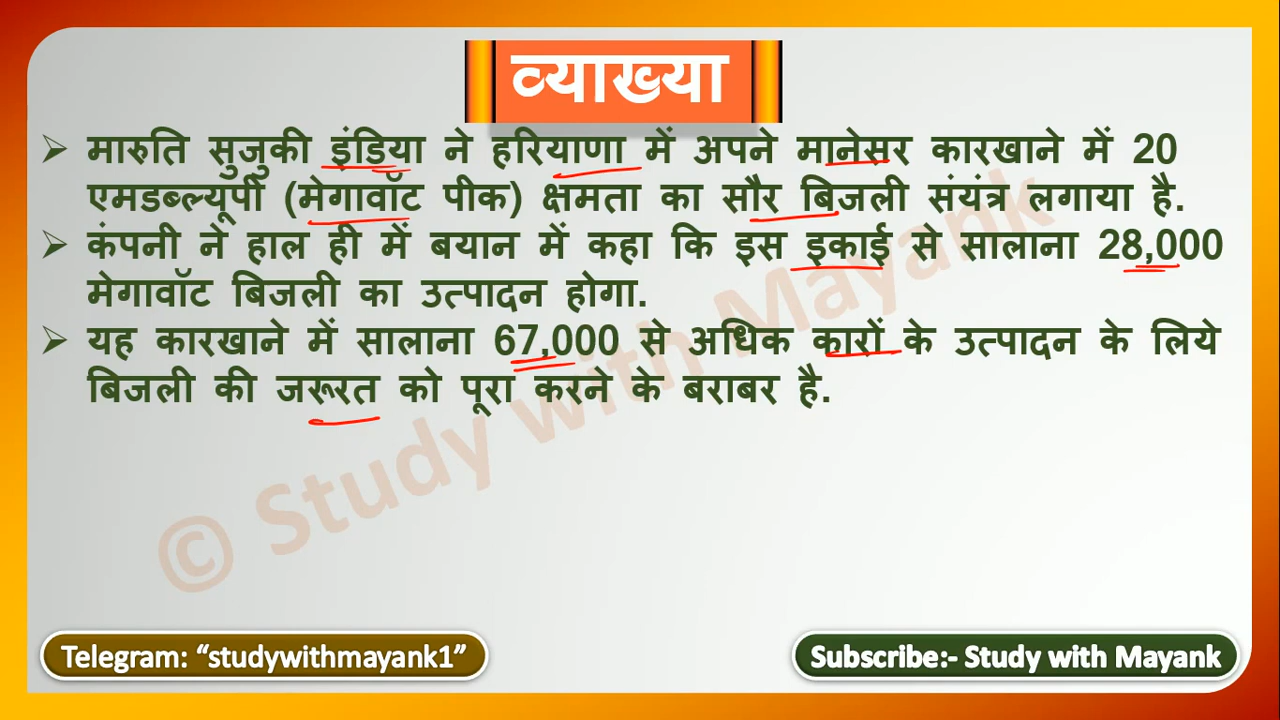 व्याख्या
➢ मारुति सुजुकी इंडिया ने हरियाणा में अपने मानेसर कारखाने में 20
एमडब्ल्यूपी (मेगावॉट पीक) क्षमता का सौर बिजली संयंत्र लगाया है.
➢ कंपनी ने हाल ही में बयान में कहा कि इस इकाई से सालाना 28,000
मेगावॉट बिजली का उत्पादन होगा.
➢ यह कारखाने में सालाना 67,000 से अधिक कारों के उत्पादन के लिये
बिजली की जरूरत को पूरा करने के बराबर है.
© Study with Mayank
Telegram: “studywithmayank1”
Subscribe:- Study with Mayank